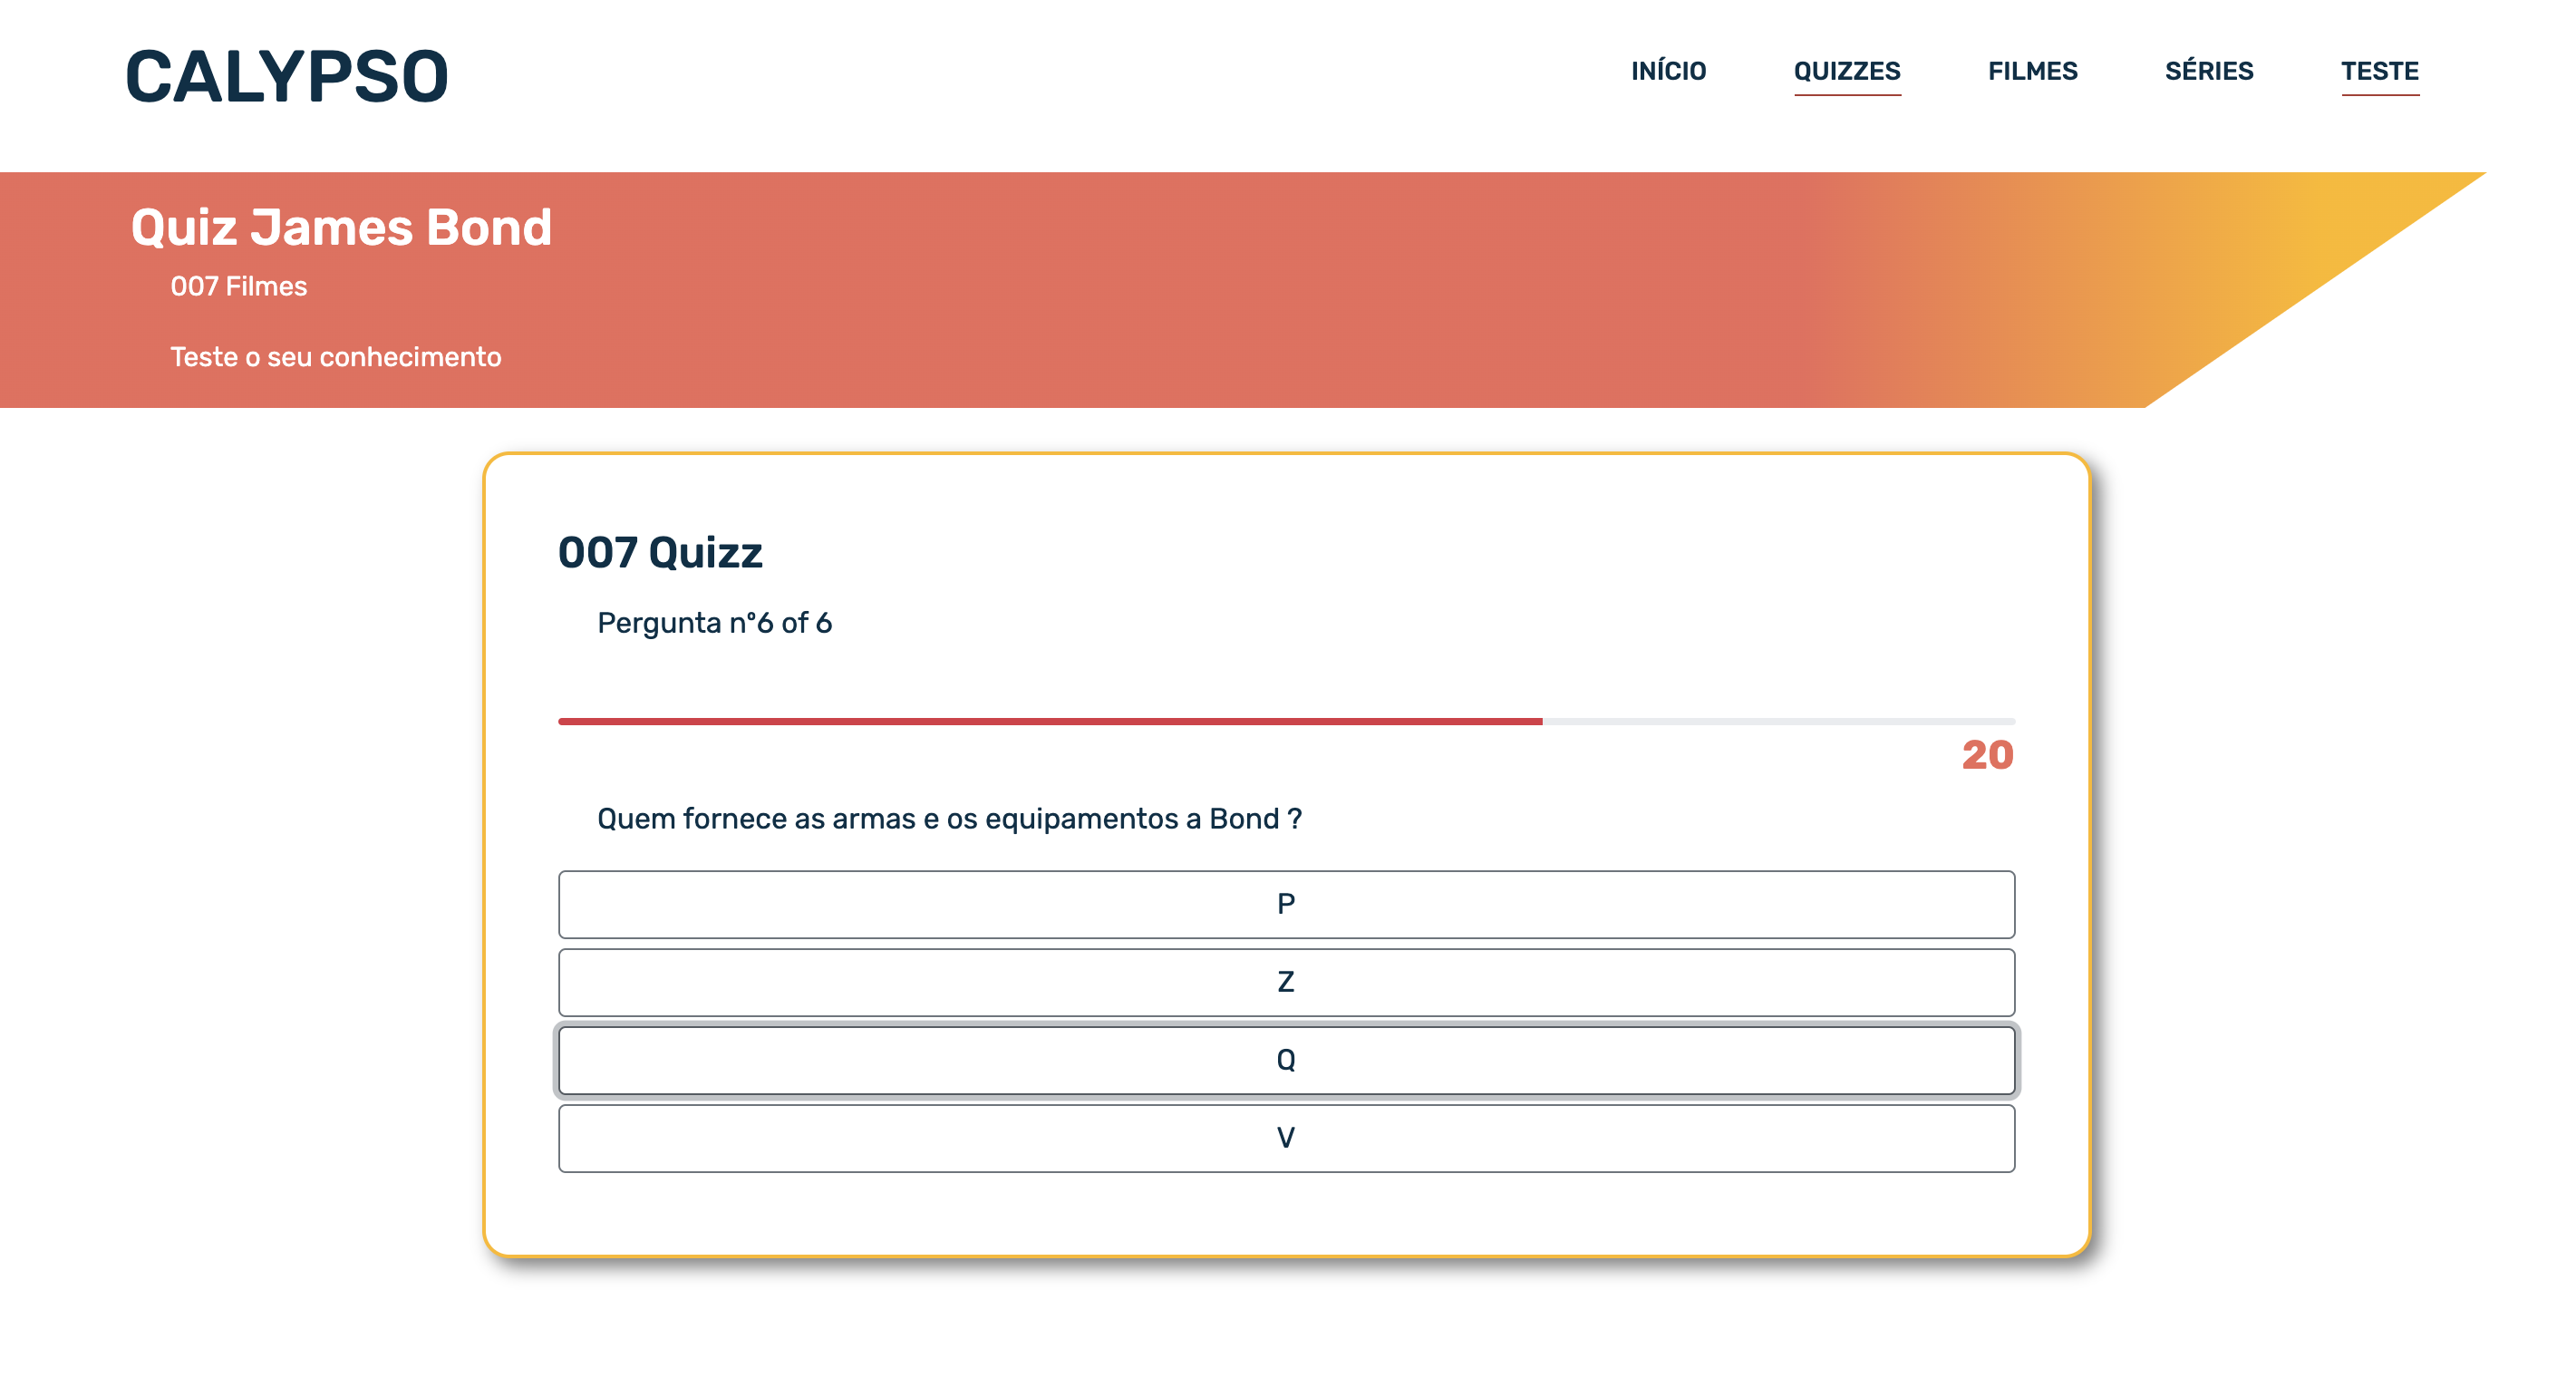 CALYPSO
INÍCIO QUIZZES FILMES SÉRIES TESTE
Quiz James Bond
007 Filmes
Teste o seu conhecimento
007 Quizz
Pergunta nº6 of 6
20
Quem fornece as armas e os equipamentos a Bond ?
P
Z
Q
V